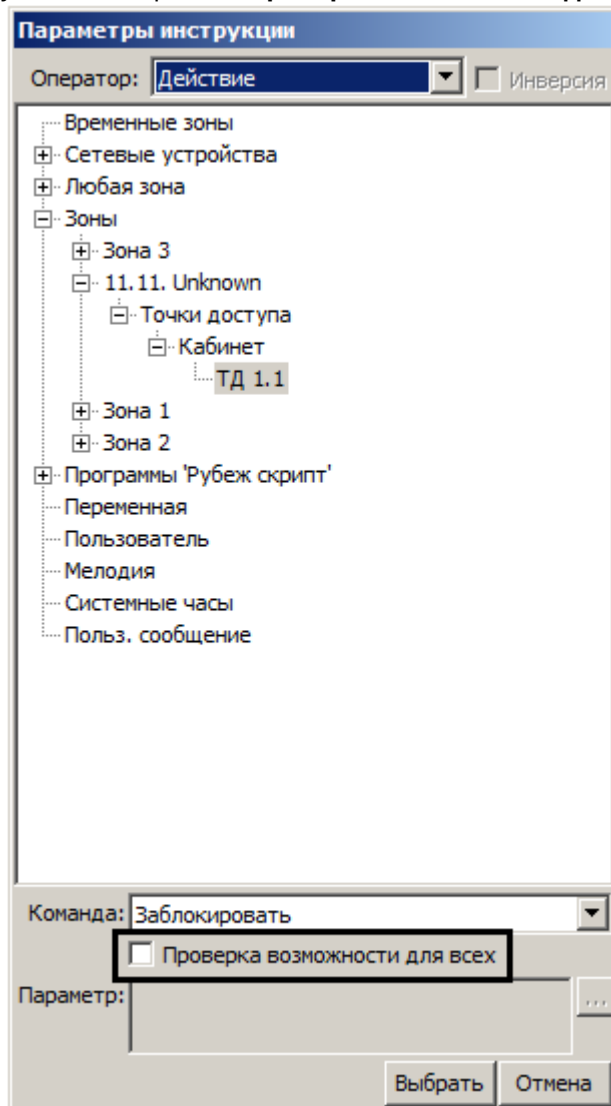 Параметры инструкции
Оператор: Действие Инверсия
Временные зоны
Сетевые устройства
Любая зона
Зоны
Зона 3
11.11. Unknown
Точки доступа
Кабинет
ТД 1.1
Зона 1
Зона 2
Программы 'Рубеж скрипт'
Переменная
Пользователь
Мелодия
Системные часы
Польз. сообщение
Команда: Заблокировать
Проверка возможности для всех
Параметр: ...
Выбрать Отмена